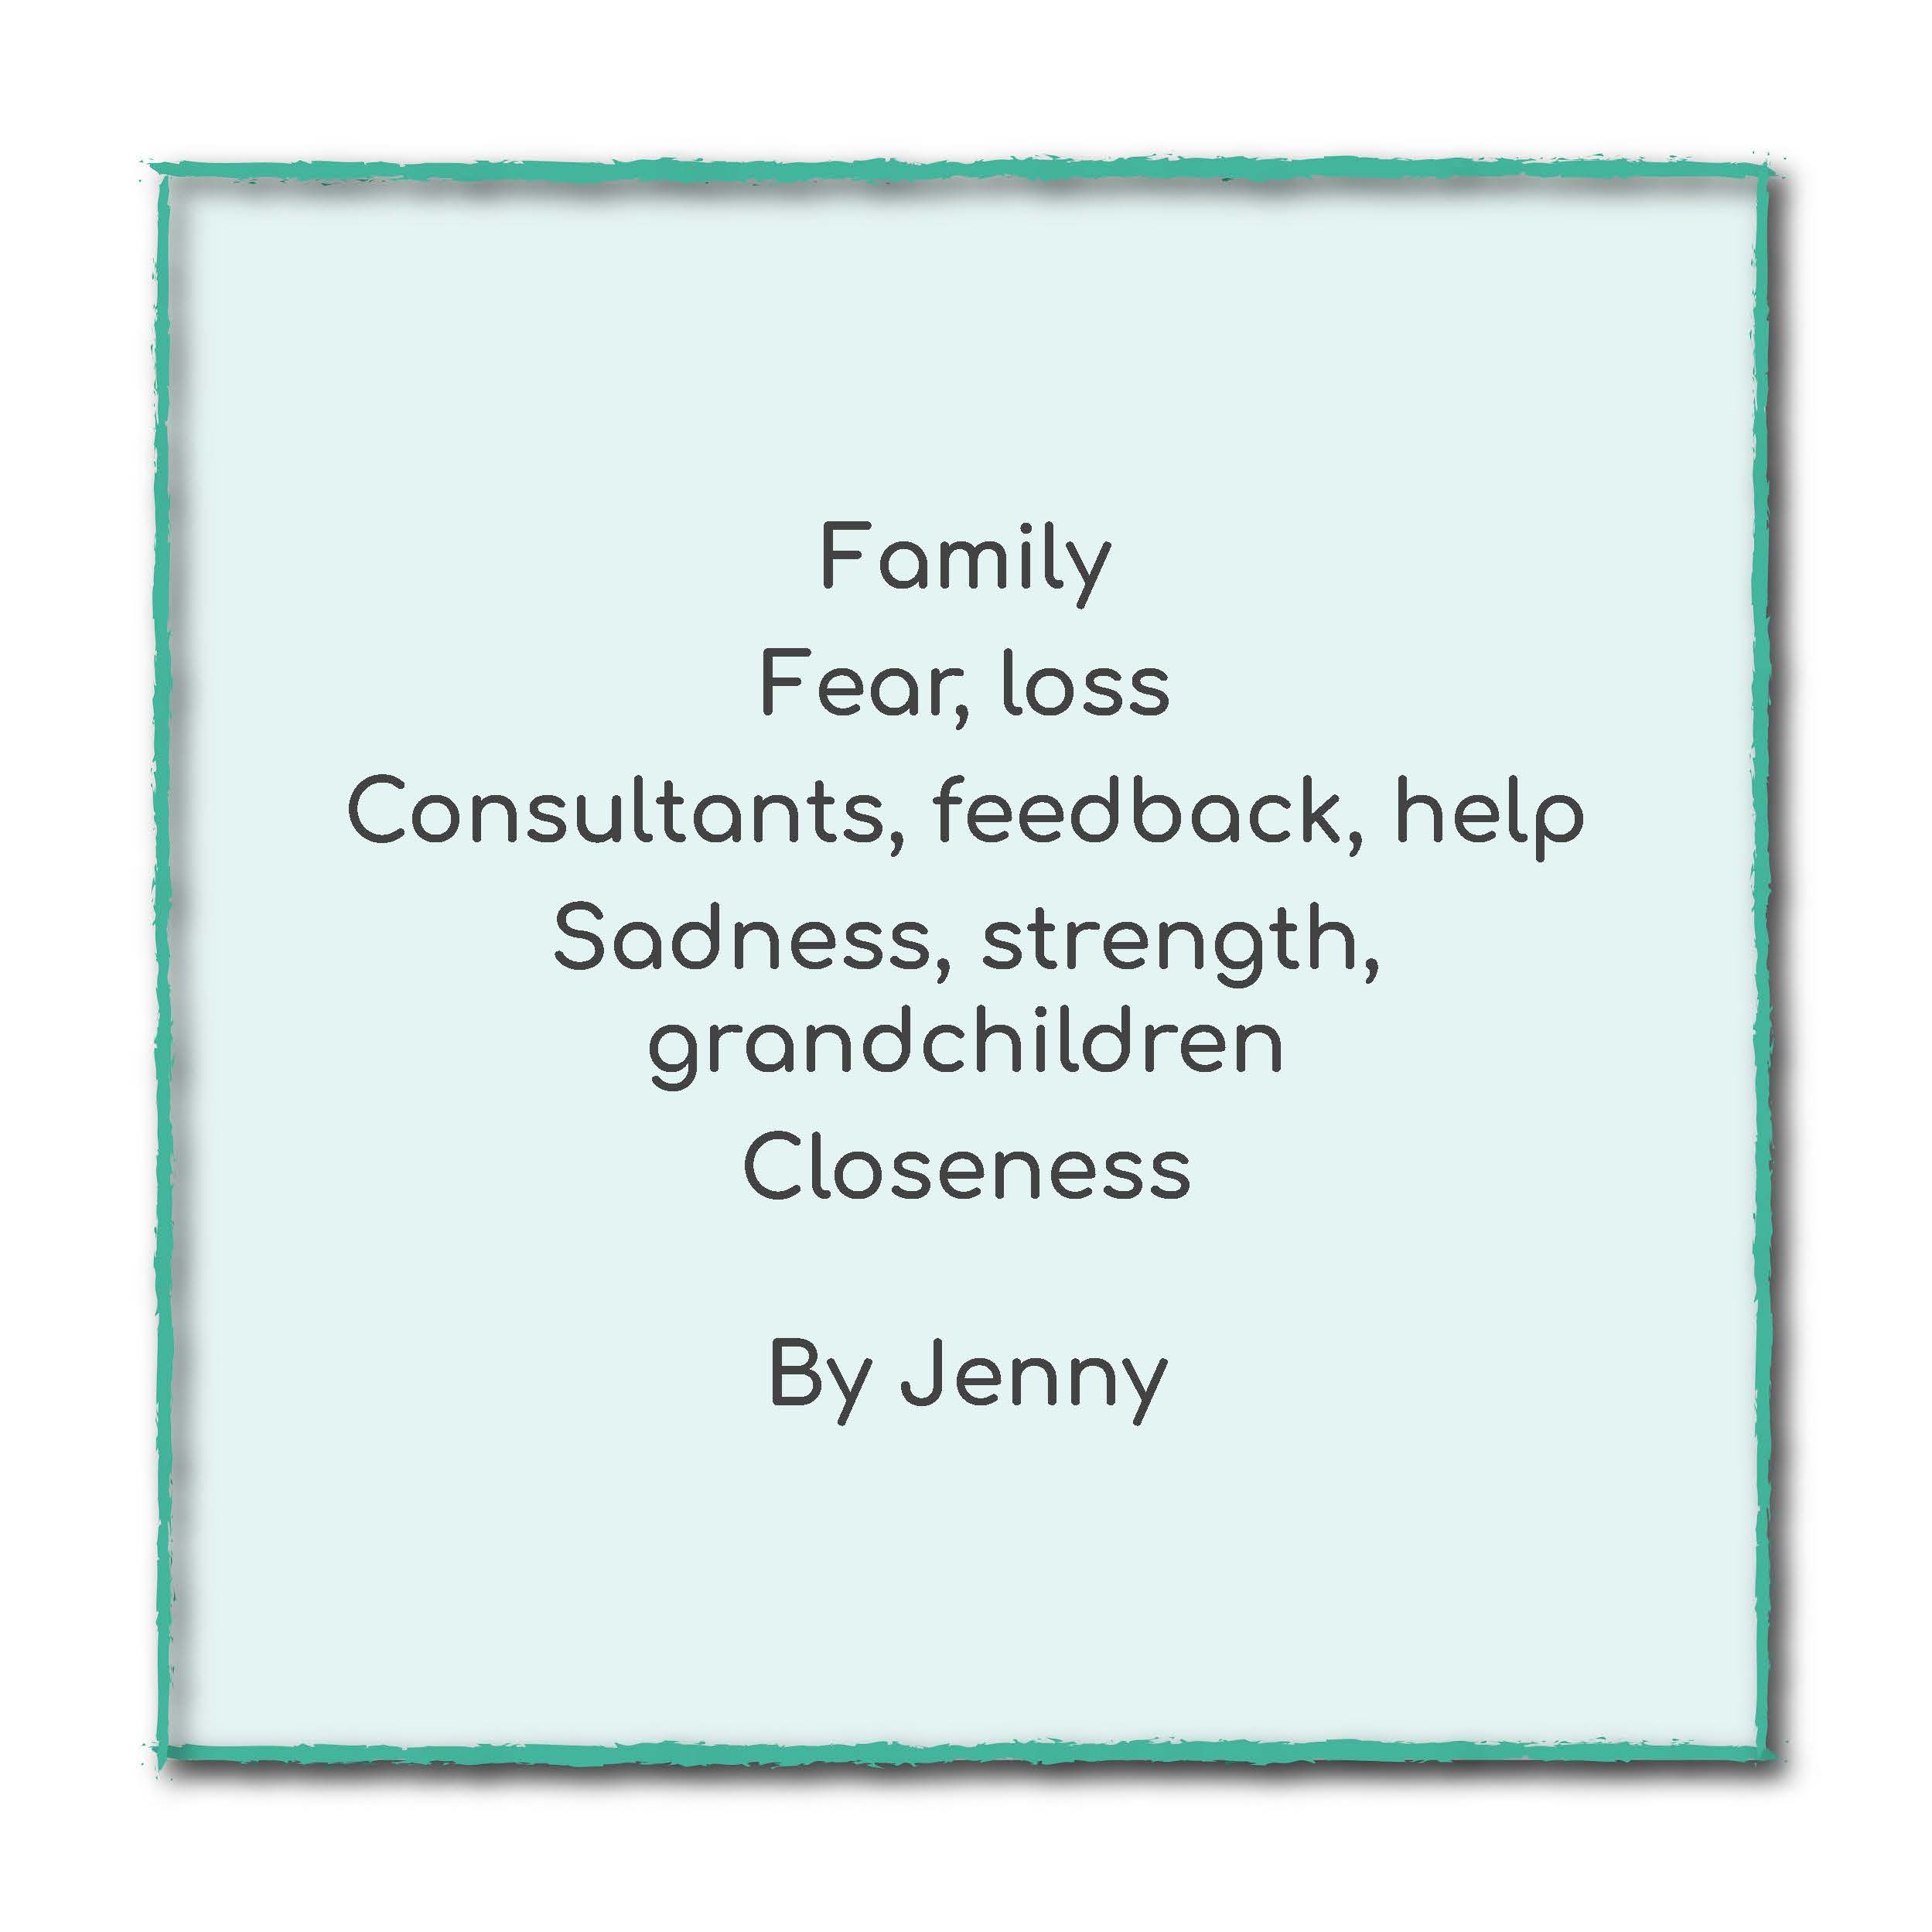 Family
Fear, loss
Consultants, feedback, help
Sadness, strength,
grandchildren
Closeness
By Jenny